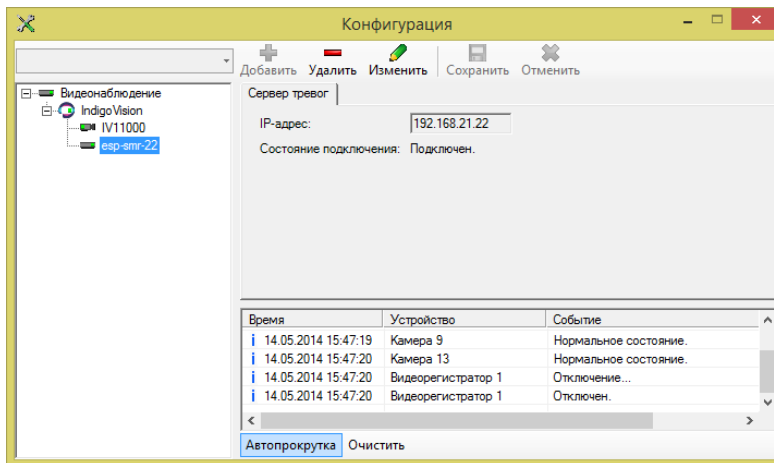 Конфигурация
Добавить Удалить Изменить Сохранить Отменить
Видеонаблюдение
IndigoVision
IV11000
esp-smr-22
Сервер тревог
IP-адрес: 192.168.21.22
Состояние подключения: Подключен.
Время Устройство Событие
14.05.2014 15:47:19 Камера 9 Нормальное состояние.
14.05.2014 15:47:20 Камера 13 Нормальное состояние.
14.05.2014 15:47:20 Видеорегистратор 1 Отключение...
14.05.2014 15:47:20 Видеорегистратор 1 Отключен.
Автопрокрутка Очистить